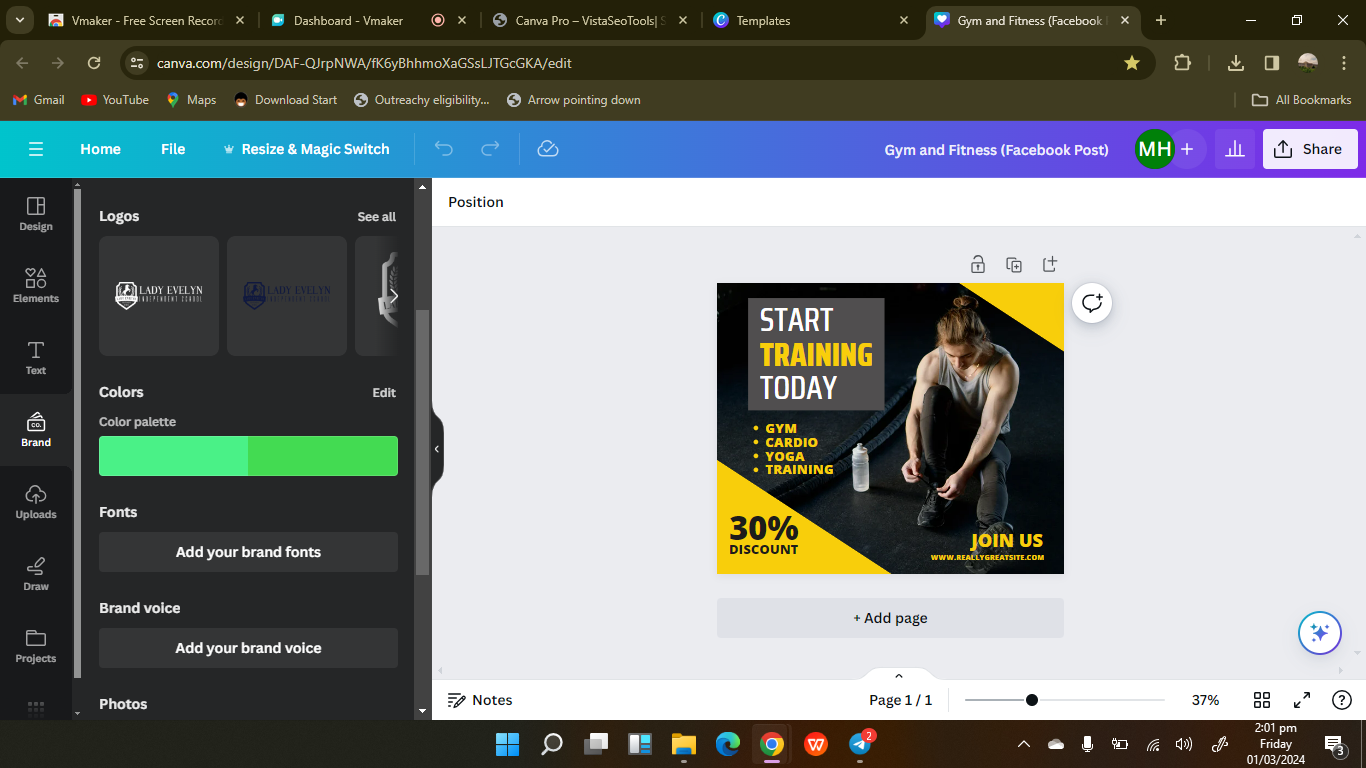 Vmaker - Free Screen Record
Dashboard - Vmaker
Canva Pro – VistaSeoTools| S
Templates
Gym and Fitness (Facebook
canva.com/design/DAF-QJrpNWA/fK6yBhhmoXaGSsLJTGcGKA/edit
Gmail
YouTube
Maps
Download Start
Outreachy eligibility...
Arrow pointing down
All Bookmarks
Home
File
Resize & Magic Switch
Gym and Fitness (Facebook Post)
MH
Share
Design
Elements
Text
CO.
Brand
Uploads
Draw
Projects
Logos
See all
LADY EVELYN
INDEPENDENT SCHOOL
LADY EVELYN
INDEPENDENT SCHOOL
Colors
Edit
Color palette
Fonts
Add your brand fonts
Brand voice
Add your brand voice
Photos
Position
START
TRAINING
TODAY
• GYM
• CARDIO
• YOGA
• TRAINING
30%
DISCOUNT
JOIN US
WWW.REALLYGREATSITE.COM
+ Add page
Notes
Page 1 / 1
37%
2
2:01 pm
Friday
01/03/2024
3